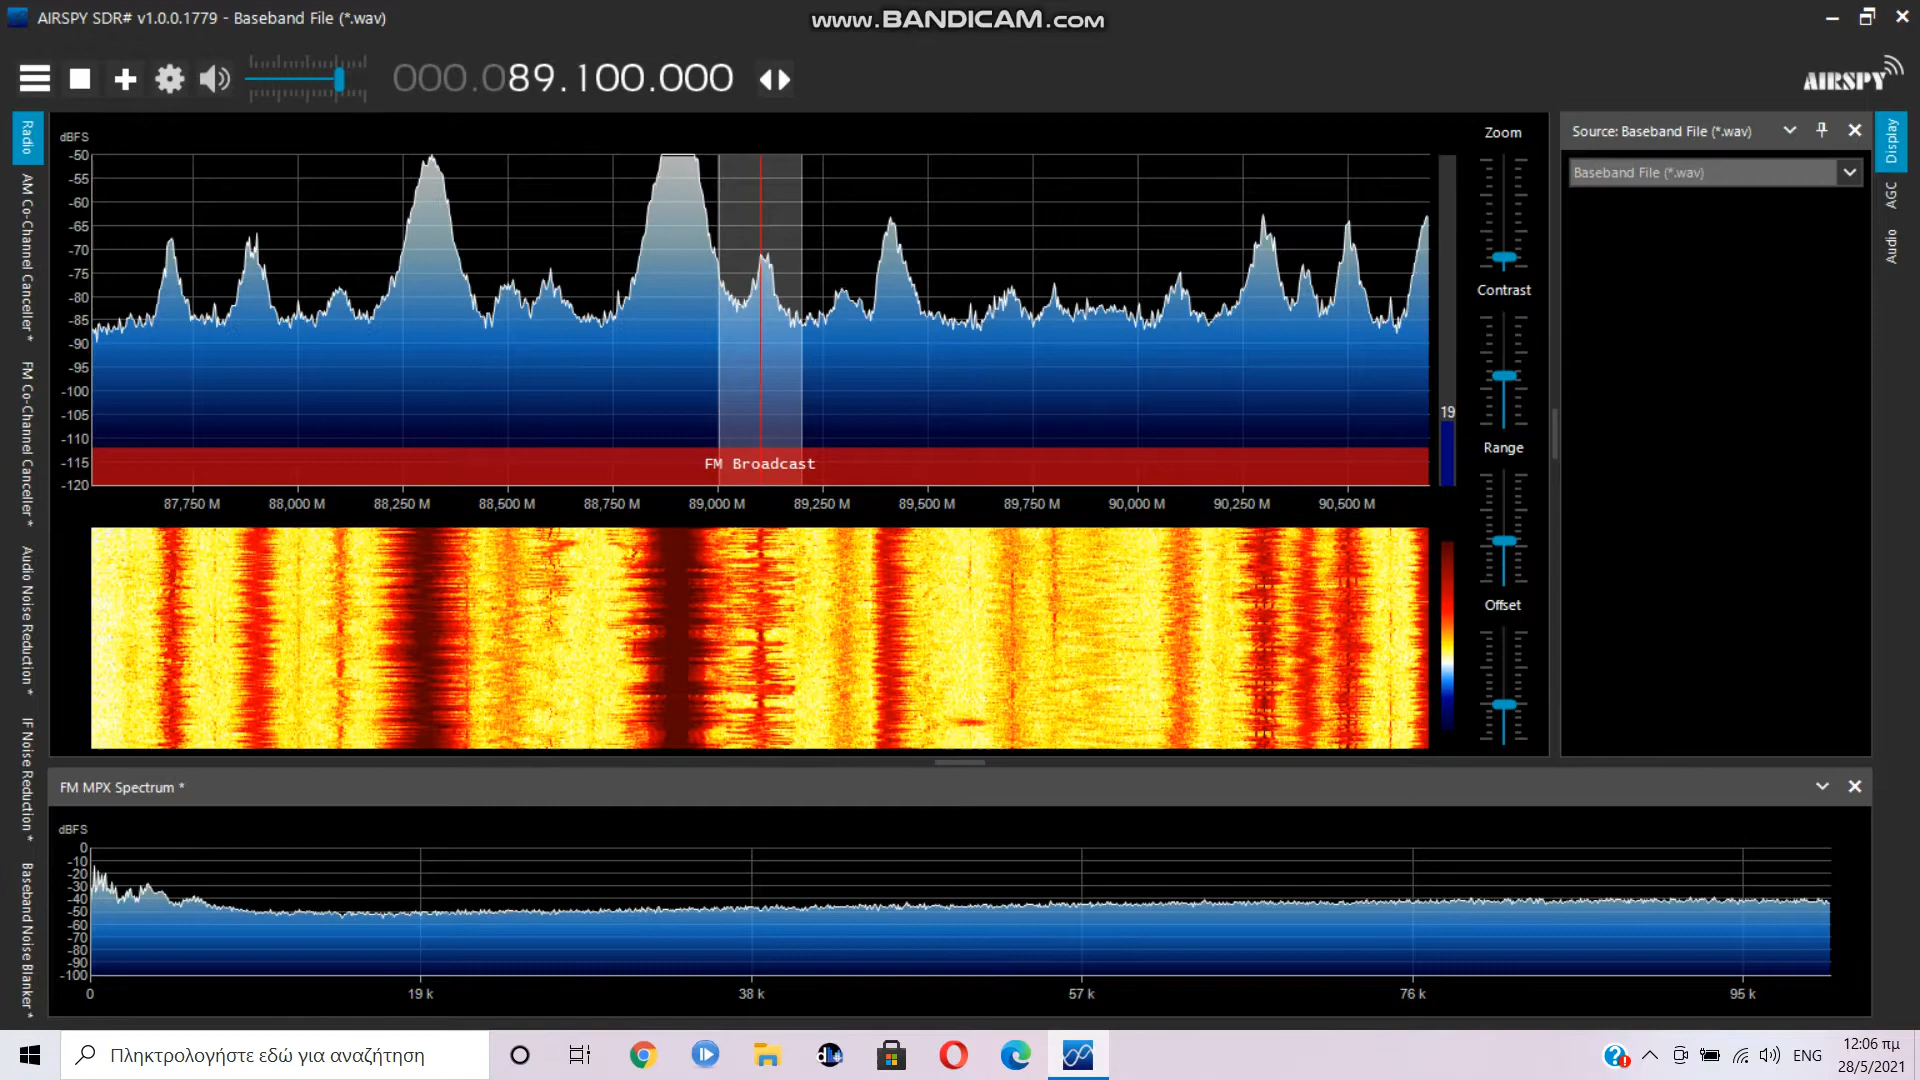 AIRSPY SDR# v1.0.0.1779 - Baseband File (*.wav)
www.BANDICAM.com
000.089.100.000
AIRSPY
Radio
AM Co-Channel Canceller *
FM Co-Channel Canceller *
Audio Noise Reduction *
IF Noise Reduction *
Baseband Noise Blanker *
dBFS
-50
-55
-60
-65
-70
-75
-80
-85
-90
-95
-100
-105
-110
-115
-120
FM Broadcast
87,750 M
88,000 M
88,250 M
88,500 M
88,750 M
89,000 M
89,250 M
89,500 M
89,750 M
90,000 M
90,250 M
90,500 M
19
Zoom
Contrast
Range
Offset
Source: Baseband File (*.wav)
Baseband File (*.wav)
Display
AGC
Audio
FM MPX Spectrum *
dBFS
0
-10
-20
-30
-40
-50
-60
-70
-80
-90
-100
0
19 k
38 k
57 k
76 k
95 k
Πληκτρολογήστε εδώ για αναζήτηση
ENG
12:06 πμ
28/5/2021